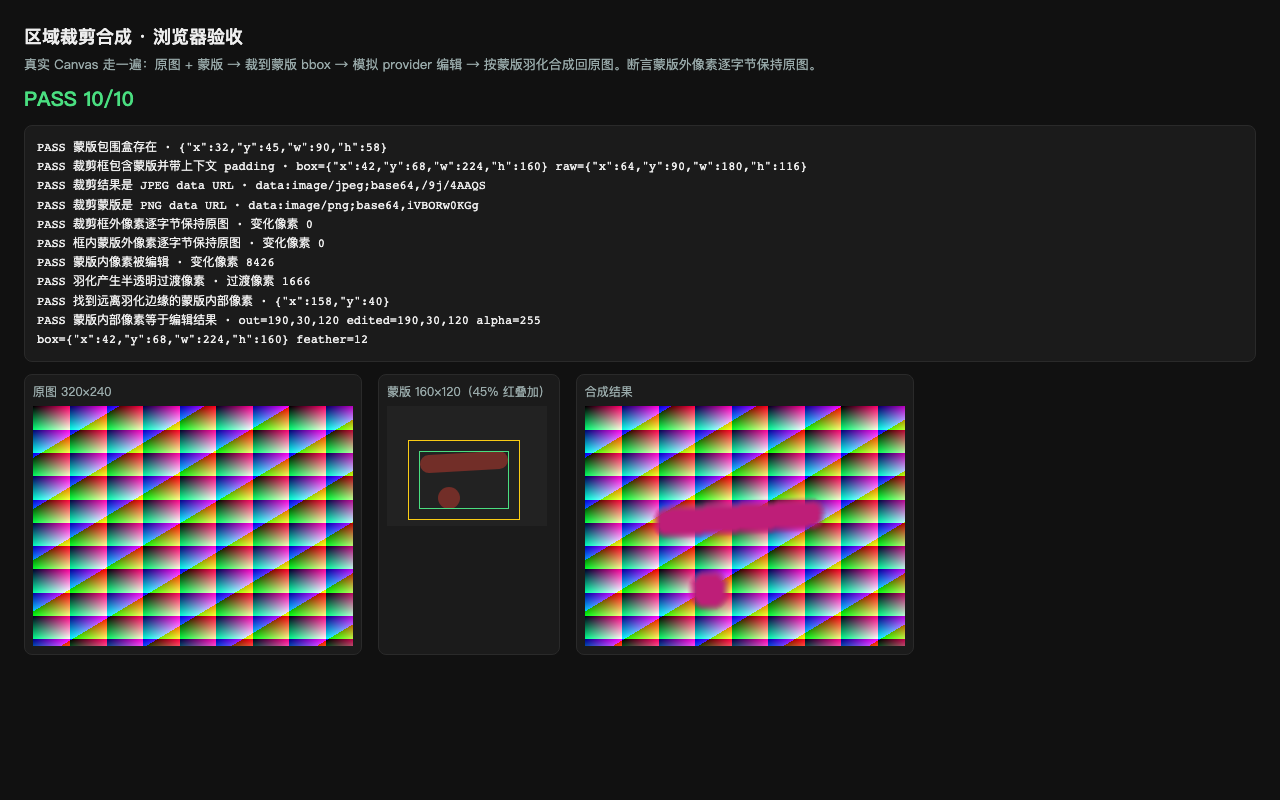 区域裁剪合成 · 浏览器验收
真实 Canvas 走一遍：原图 + 蒙版 → 裁到蒙版 bbox → 模拟 provider 编辑 → 按蒙版羽化合成回原图。断言蒙版外像素逐字节保持原图。
PASS 10/10
PASS 蒙版包围盒存在 · {"x":32,"y":45,"w":90,"h":58}
PASS 裁剪框包含蒙版并带上下文 padding · box={"x":42,"y":68,"w":224,"h":160} raw={"x":64,"y":90,"w":180,"h":116}
PASS 裁剪结果是 JPEG data URL · data:image/jpeg;base64,/9j/4AAQS
PASS 裁剪蒙版是 PNG data URL · data:image/png;base64,iVBORw0KGg
PASS 裁剪框外像素逐字节保持原图 · 变化像素 0
PASS 框内蒙版外像素逐字节保持原图 · 变化像素 0
PASS 蒙版内像素被编辑 · 变化像素 8426
PASS 羽化产生半透明过渡像素 · 过渡像素 1666
PASS 找到远离羽化边缘的蒙版内部像素 · {"x":158,"y":40}
PASS 蒙版内部像素等于编辑结果 · out=190,30,120 edited=190,30,120 alpha=255
box={"x":42,"y":68,"w":224,"h":160} feather=12
原图 320×240
蒙版 160×120（45% 红叠加）
合成结果